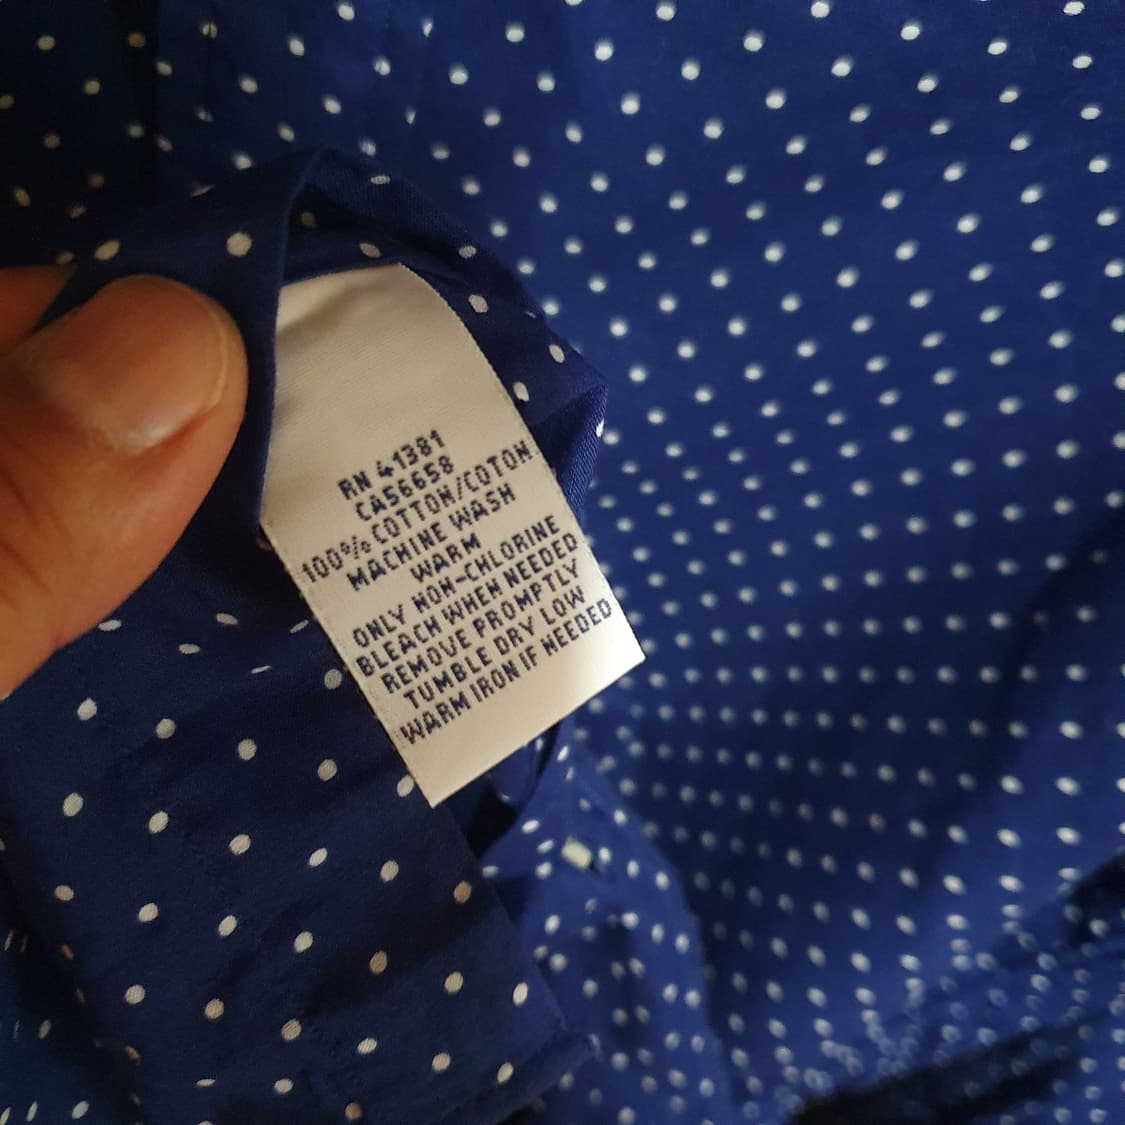 RN 41381
CA56658
100% COTTON/COTON
MACHINE WASH
WARM
ONLY NON-CHLORINE
BLEACH WHEN NEEDED
REMOVE PROMPTLY
TUMBLE DRY LOW
WARM IRON IF NEEDED